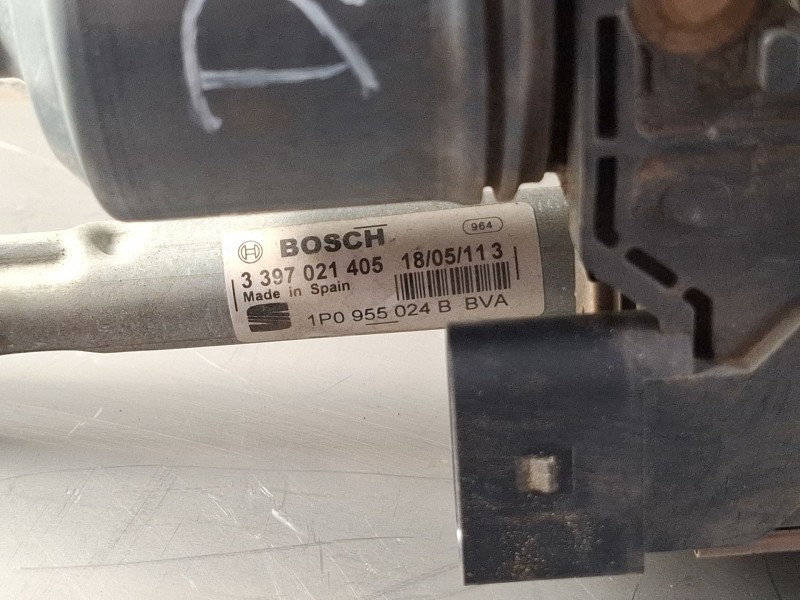 D
964
BOSCH
3 397 021 405 18/05/11 3
Made in Spain
1P0 955 024 B BVA